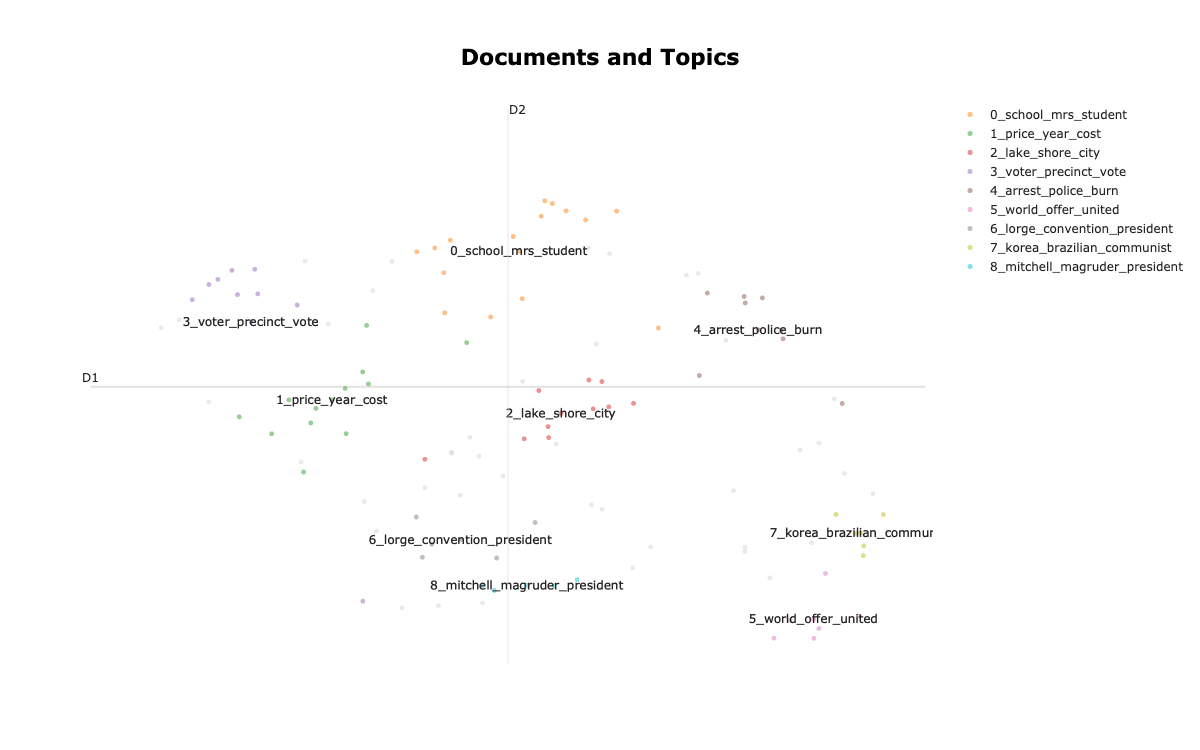 Documents and Topics
D2
0_school_mrs_student
1_price_year_cost
2_lake_shore_city
3_voter_precinct_vote
4_arrest_police_burn
5_world_offer_united
6_lorge_convention_president
7_korea_brazilian_communist
8_mitchell_magruder_president
0_school_mrs_student
3_voter_precinct_vote
4_arrest_police_burn
D1
1_price_year_cost
2_lake_shore_city
7_korea_brazilian_commur
6_lorge_convention_president
8_mitchell_magruder_president
5_world_offer_united